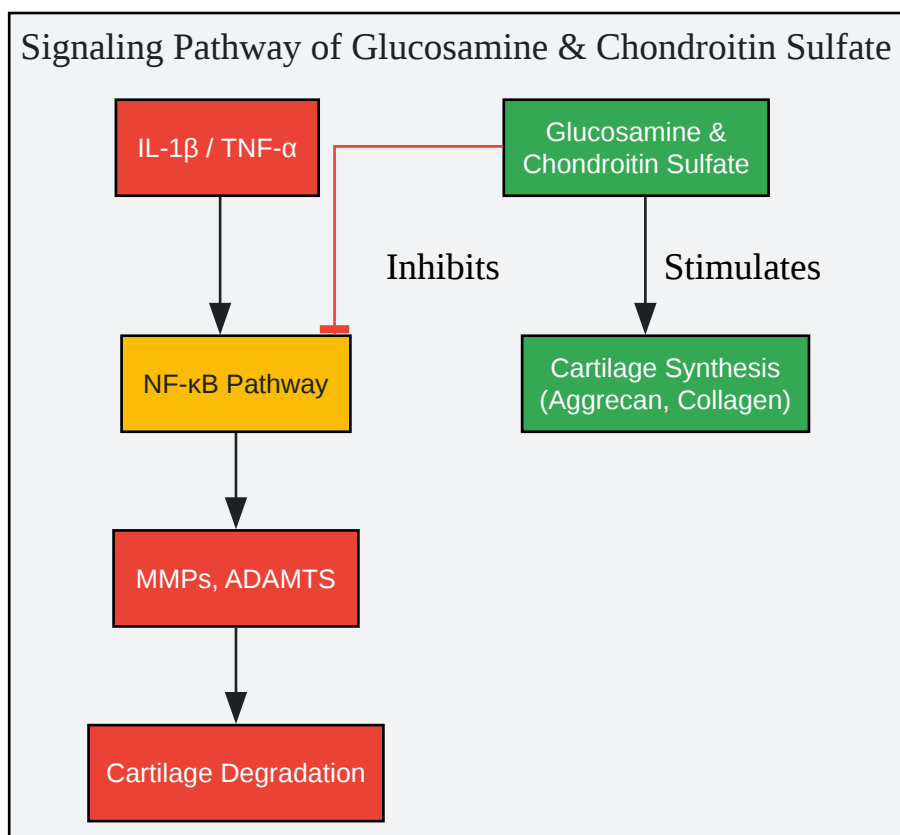 Signaling Pathway of Glucosamine & Chondroitin Sulfate
IL-1β / TNF-α
Glucosamine &
Chondroitin Sulfate
Inhibits
Stimulates
NF-κB Pathway
Cartilage Synthesis
(Aggrecan, Collagen)
MMPs, ADAMTS
Cartilage Degradation